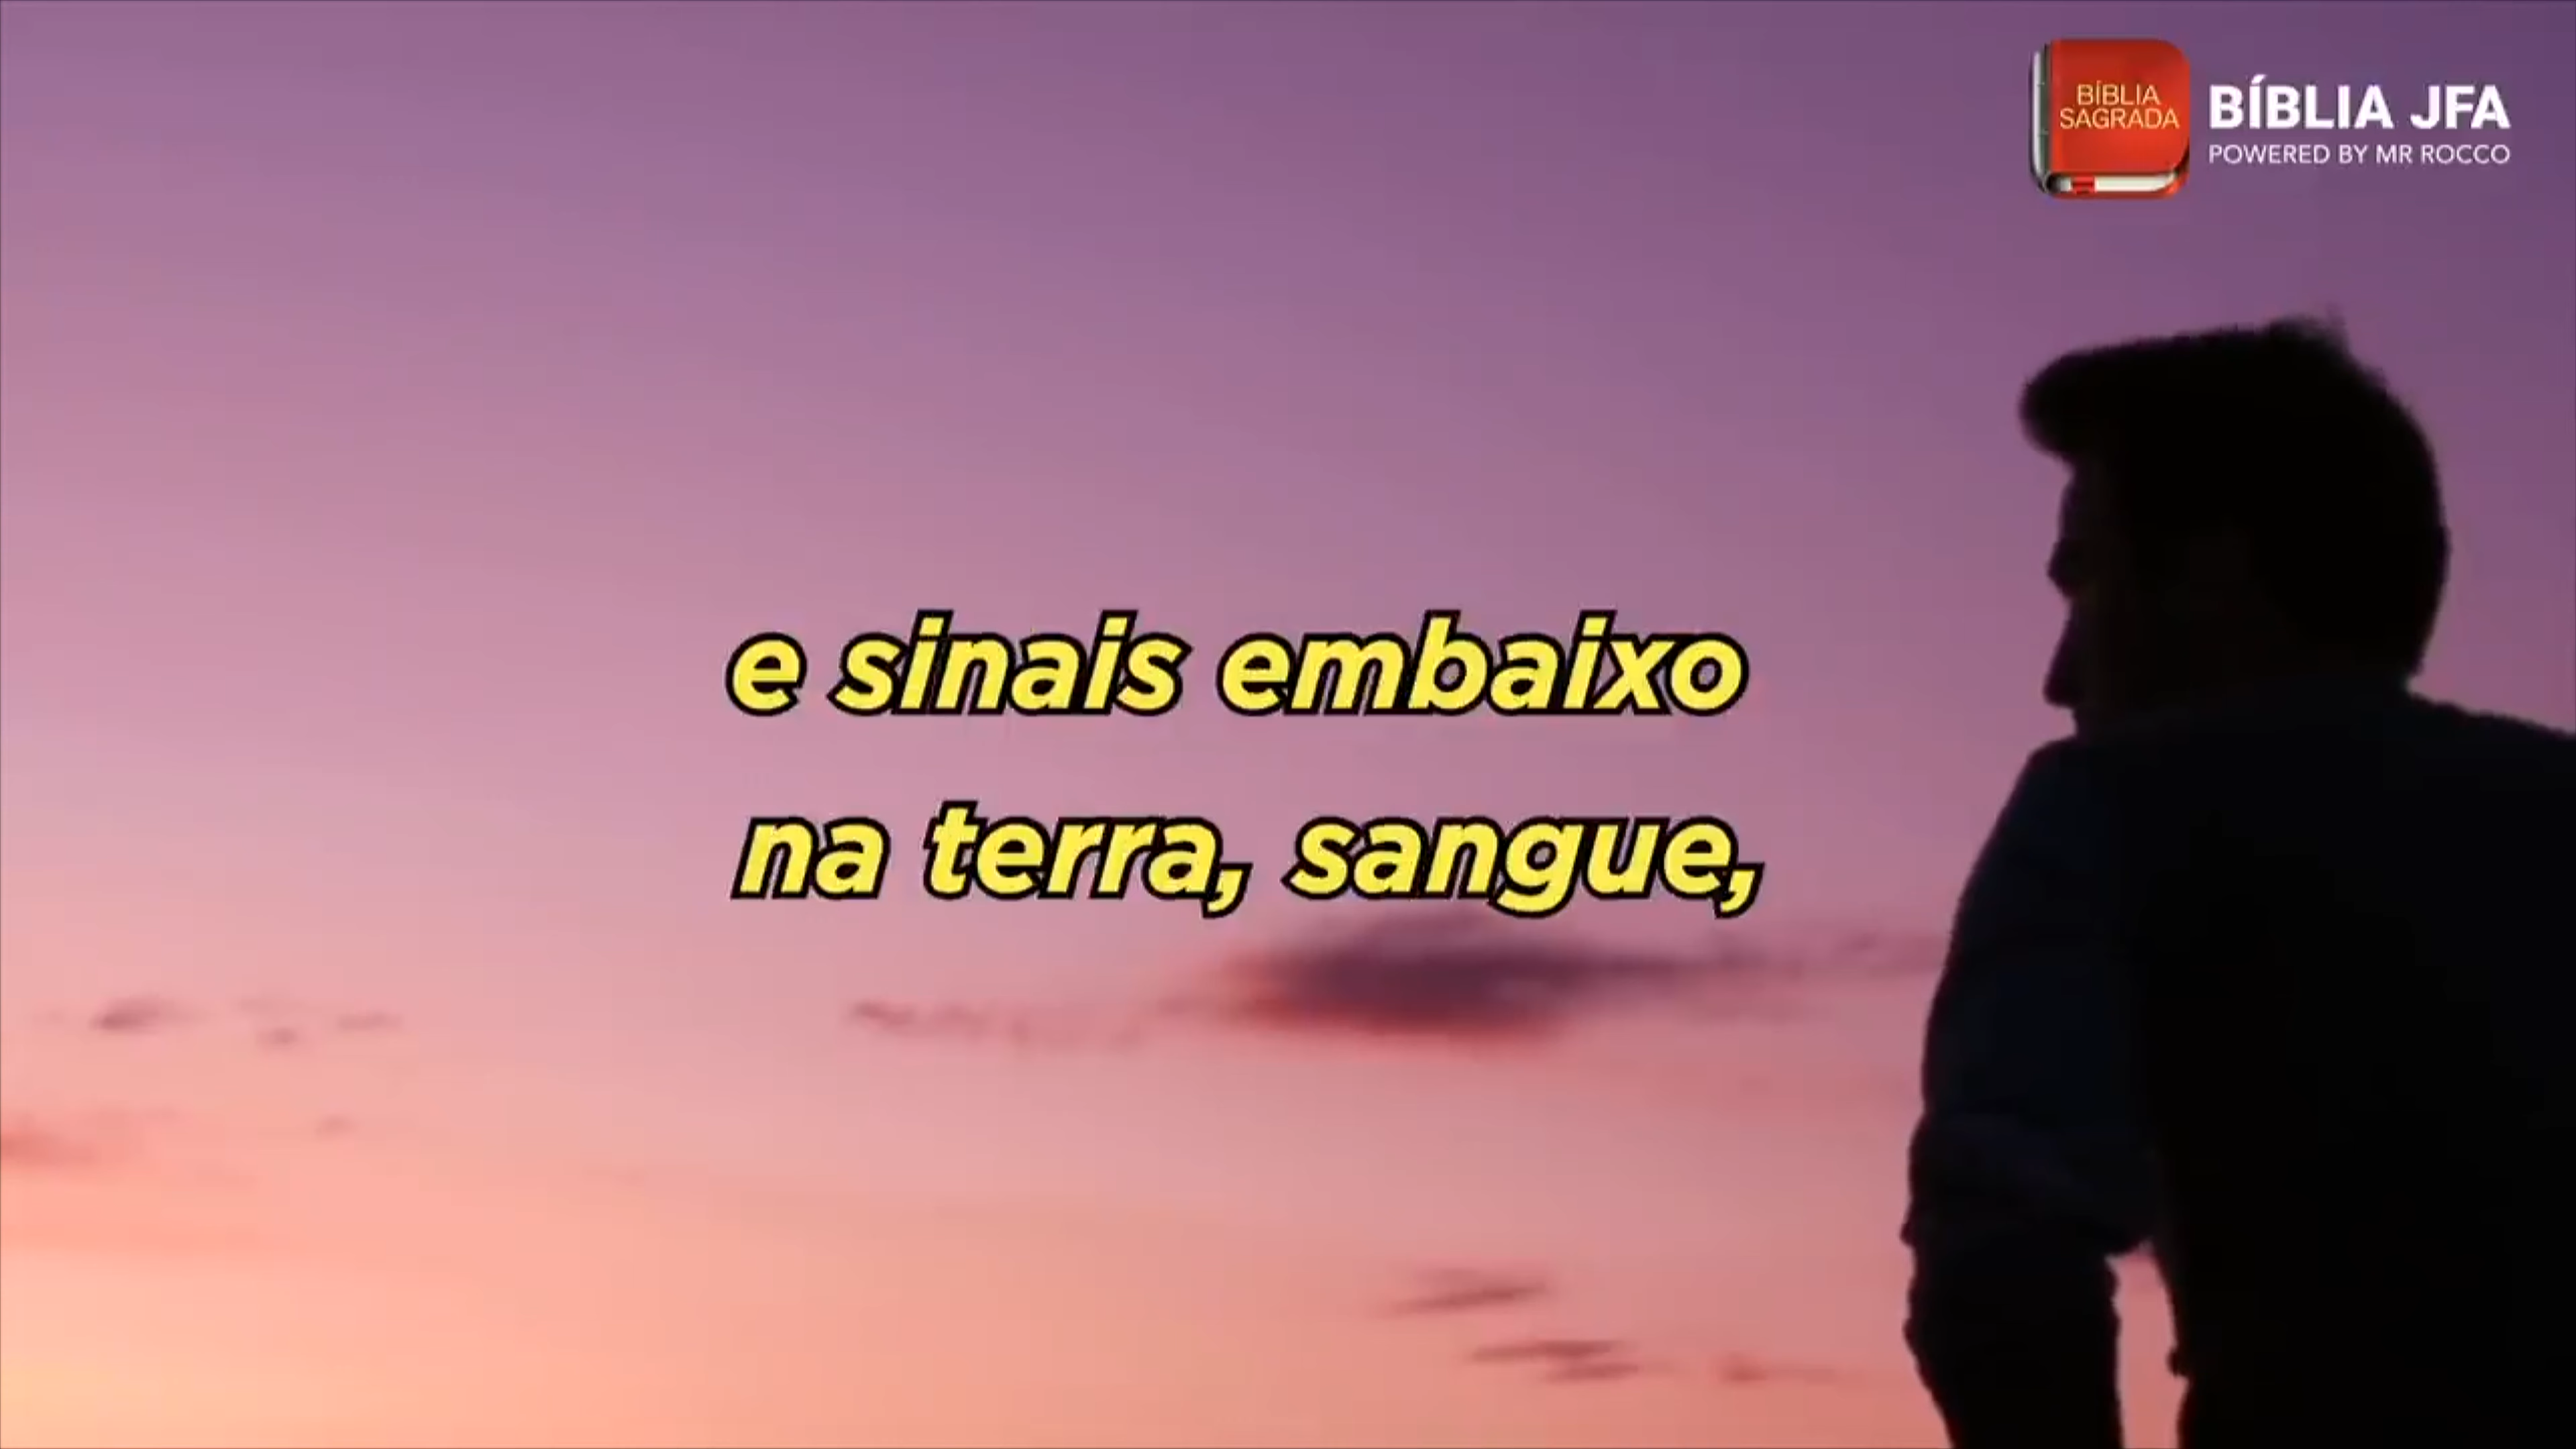 BÍBLIA
SAGRADA
BÍBLIA JFA
POWERED BY MR ROCCO
e sinais embaixo
na terra, sangue,